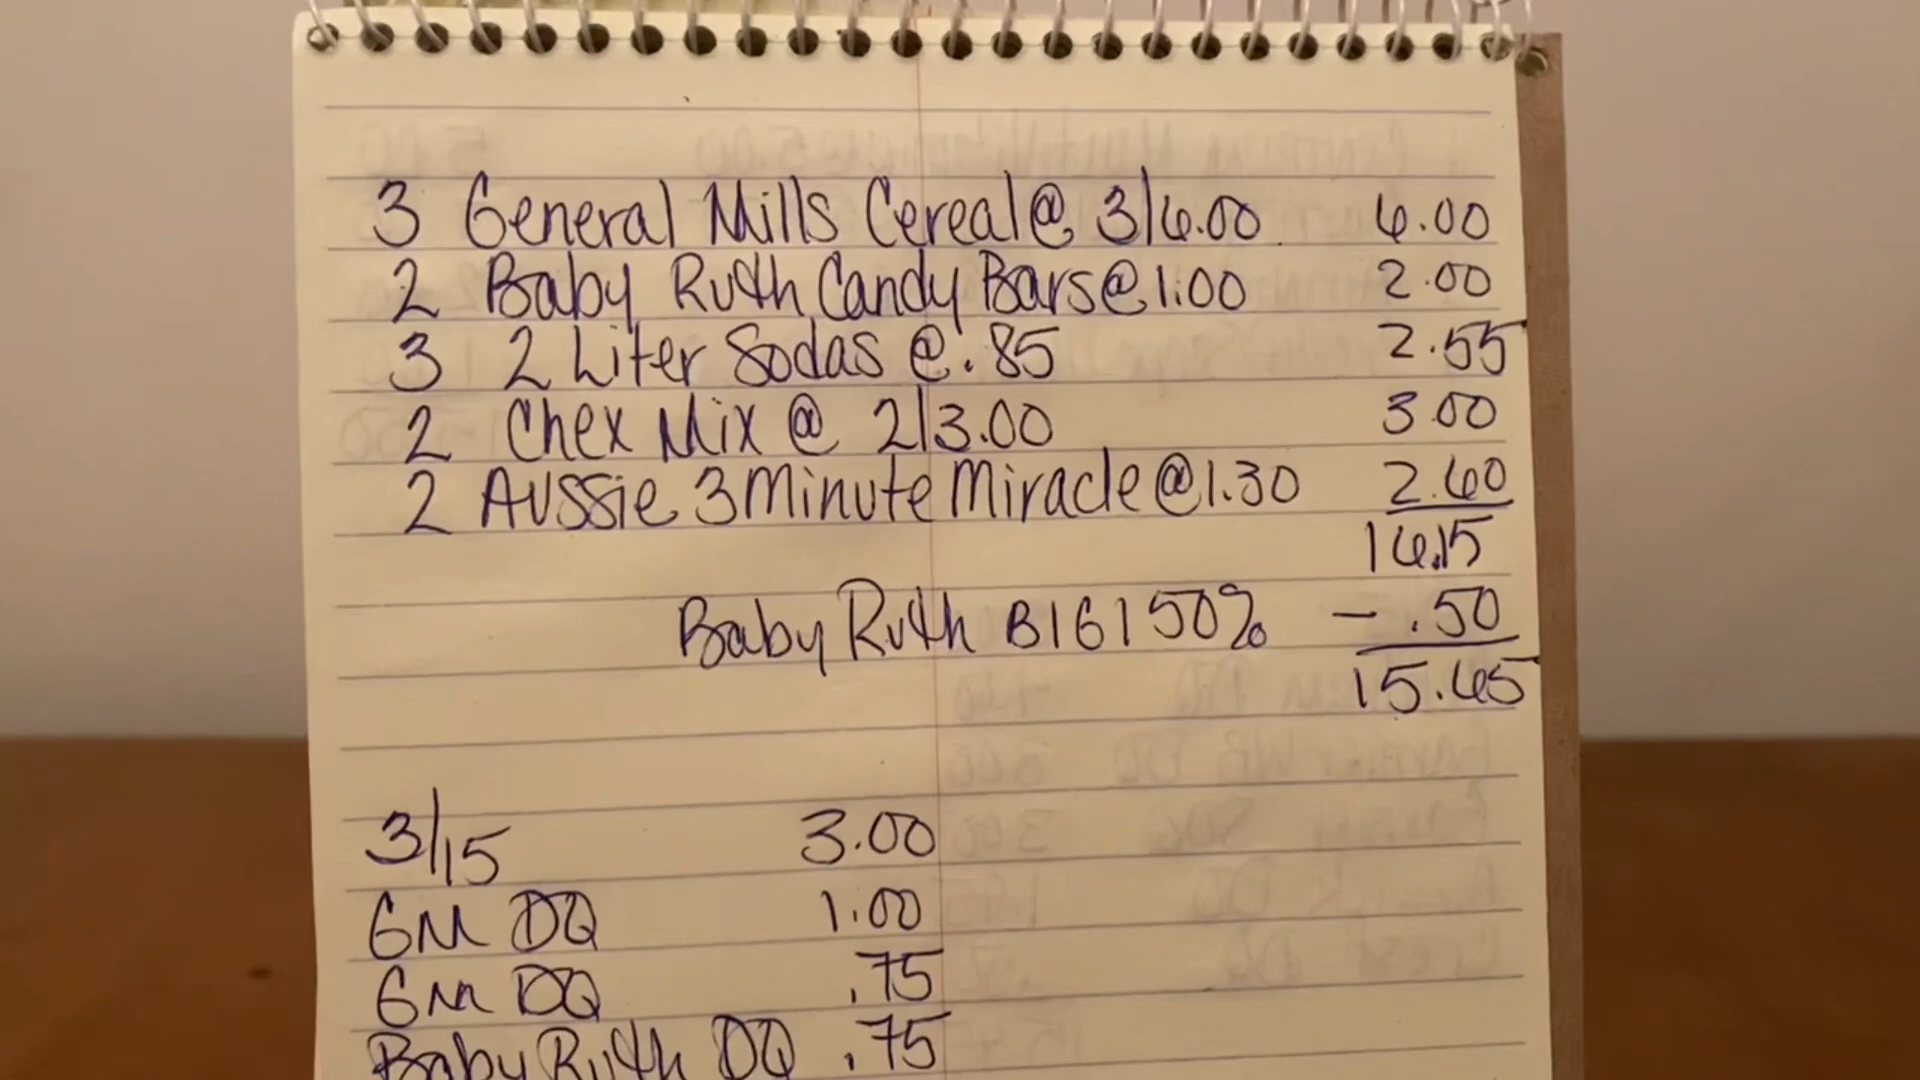 3 General Mills Cereal @ 3/6.00 6.00
2 Baby Ruth Candy Bars @ 1.00 2.00
3 2 Liter Sodas @ .85 2.55
2 Chex Mix @ 2/3.00 3.00
2 Aussie 3 Minute Miracle @ 1.30 2.60
16.15
Baby Ruth B1G1 50% - .50
15.65
3/15 3.00
GM DQ 1.00
GM DQ .75
Baby Ruth DQ .75